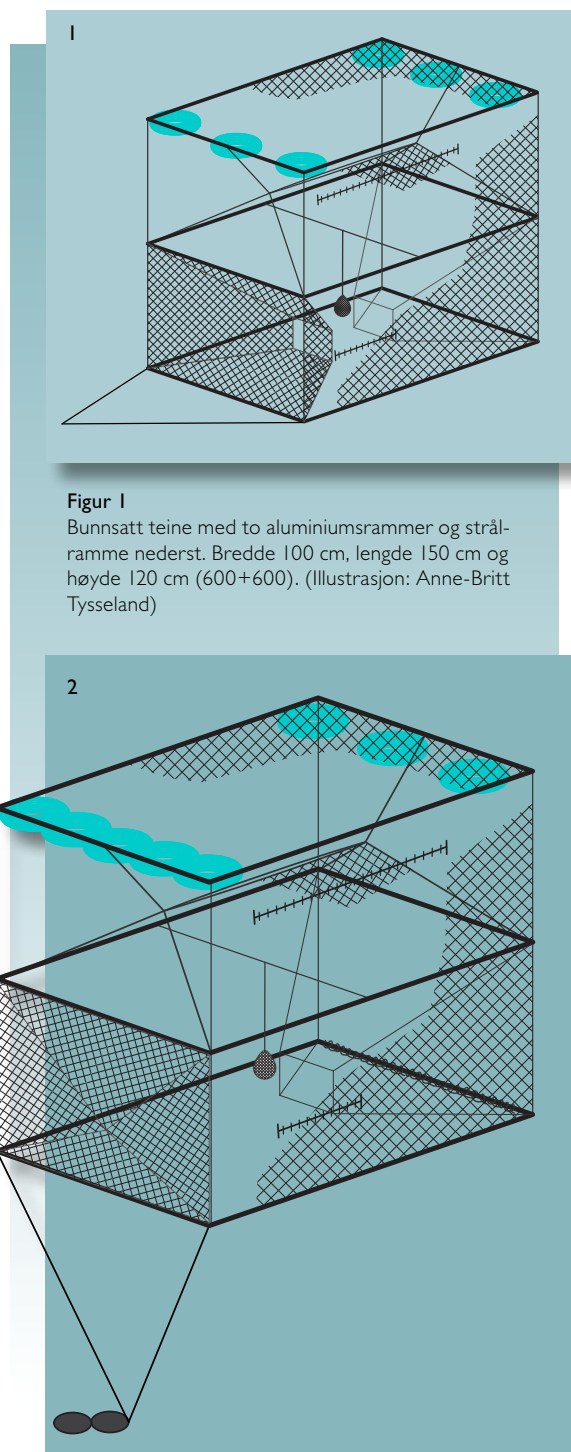 1
Figur 1
Bunnsatt teine med to aluminiumsrammer og strål-
ramme nederst. Bredde 100 cm, lengde 150 cm og
høyde 120 cm (600+600). (Illustrasjon: Anne-Britt
Tysseland)
2